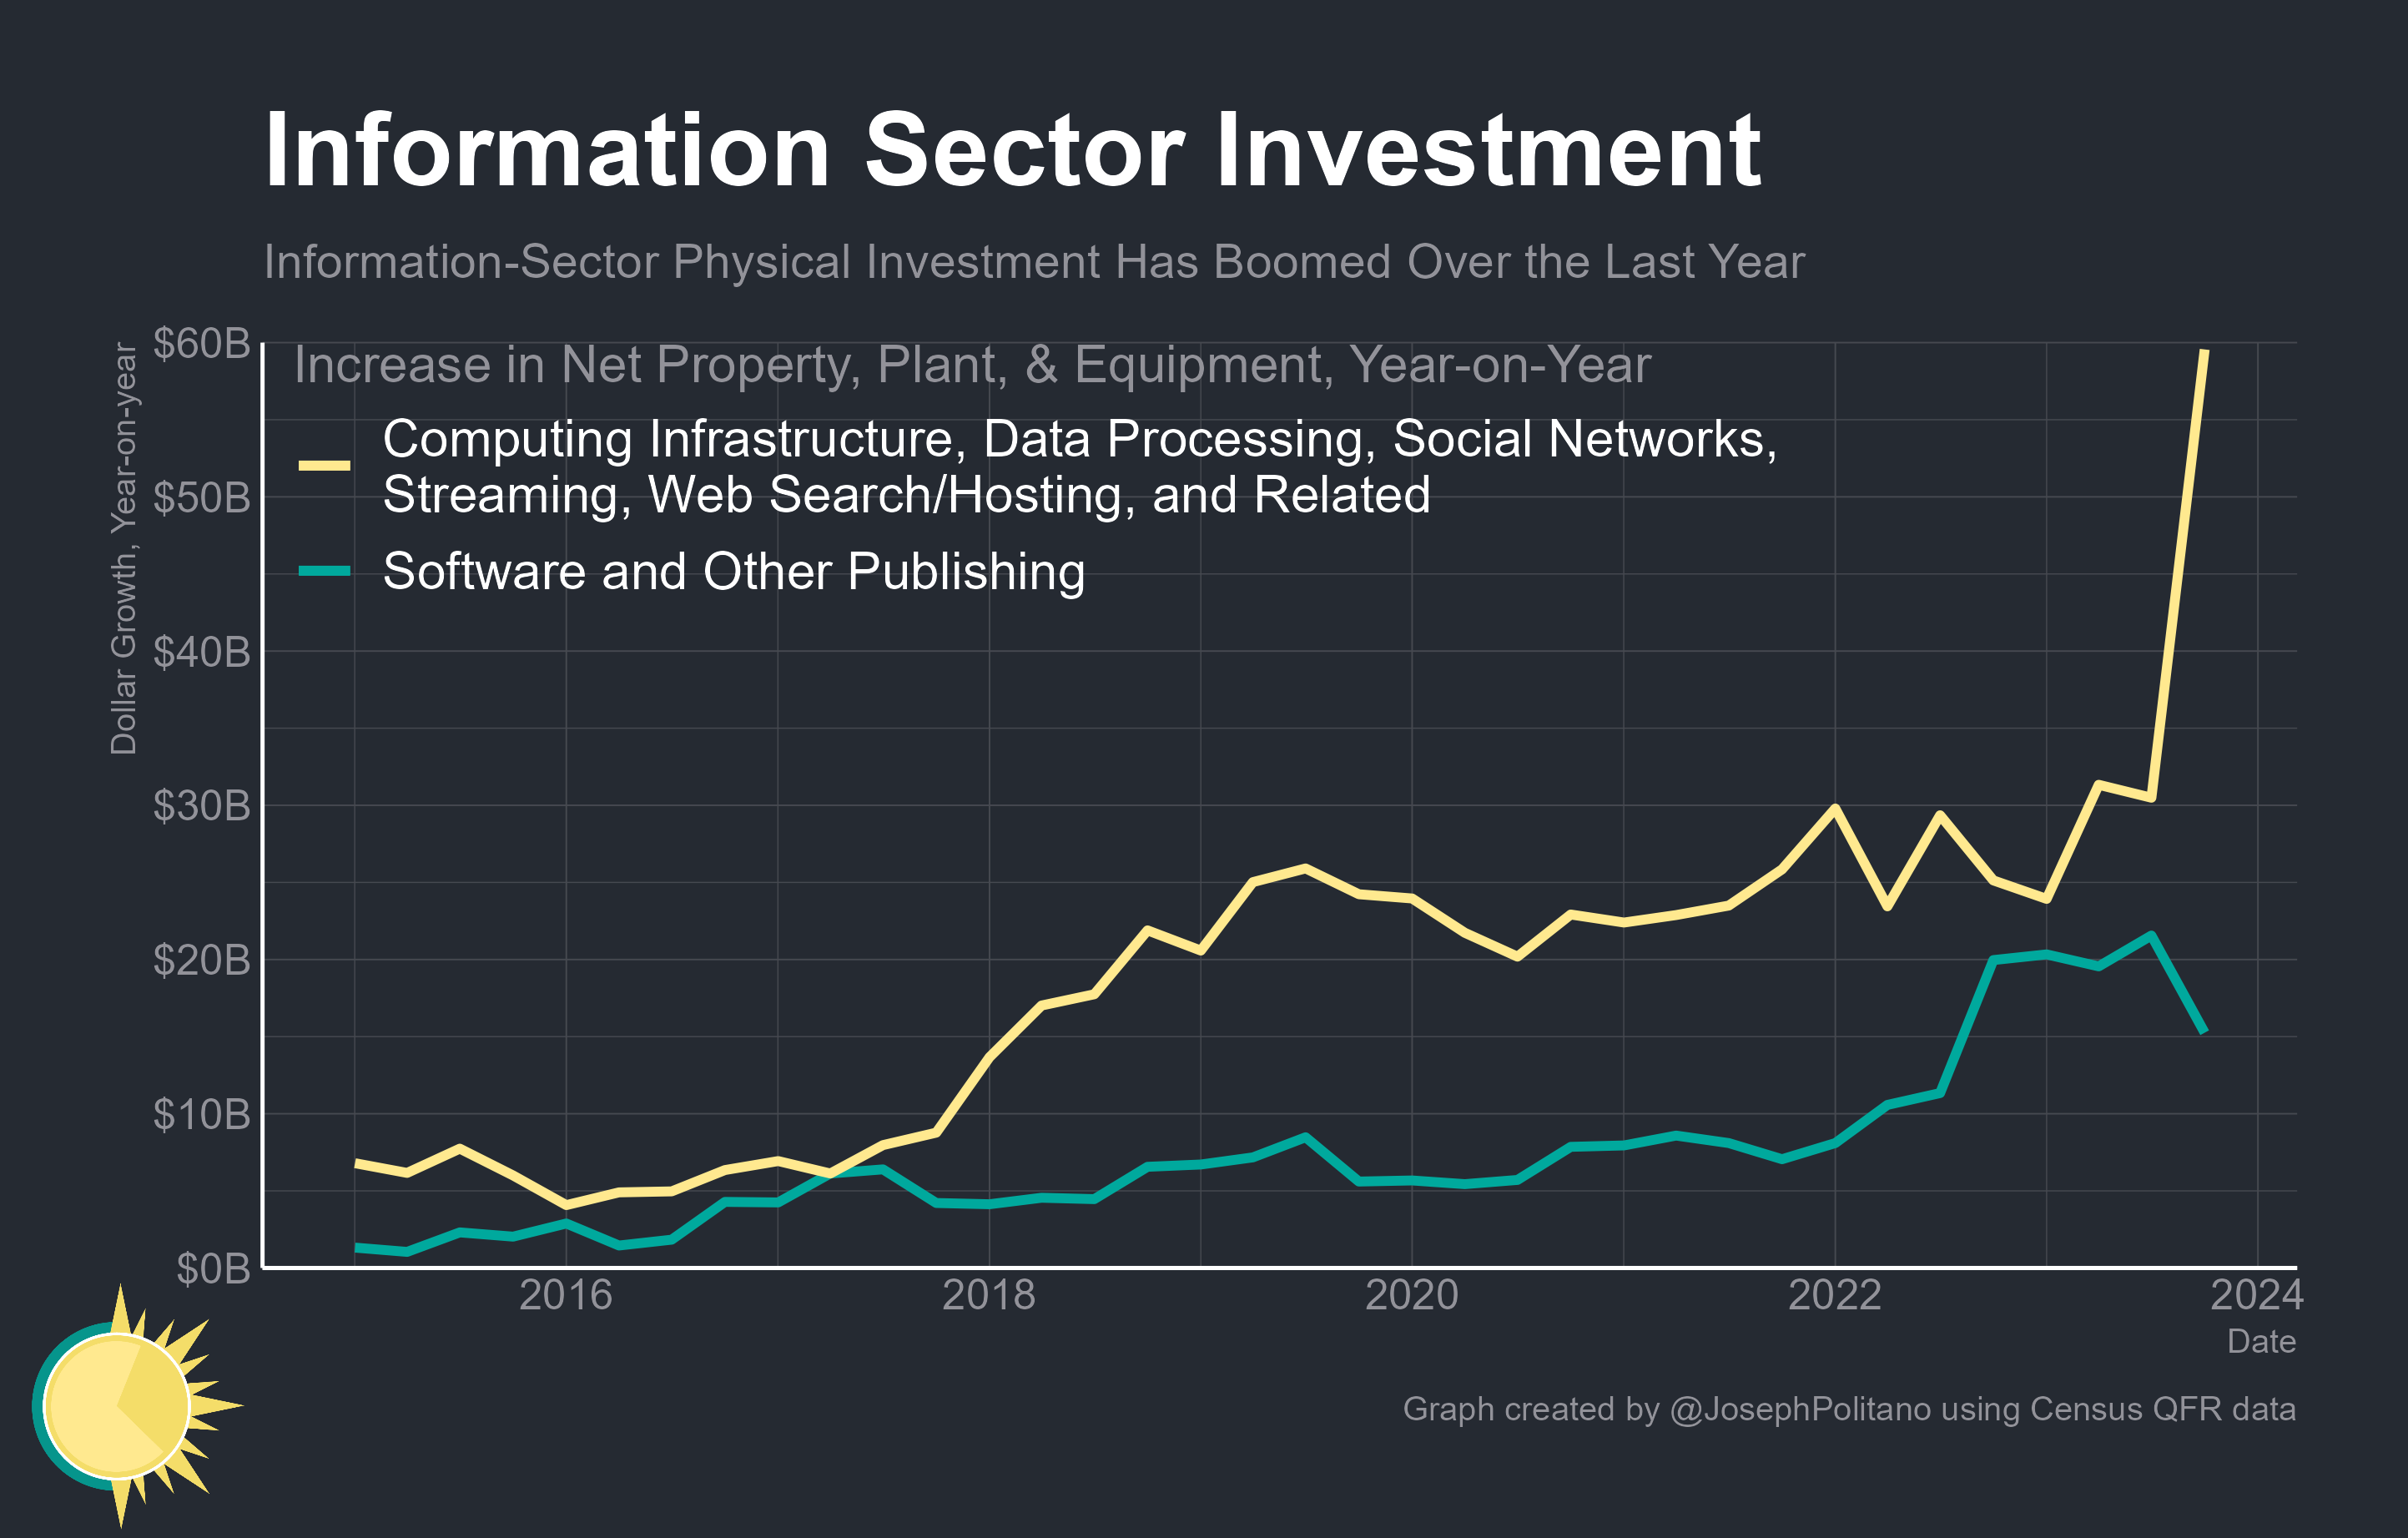 Information Sector Investment
Information-Sector Physical Investment Has Boomed Over the Last Year
Dollar Growth, Year-on-year
$60B
$50B
$40B
$30B
$20B
$10B
$0B
Increase in Net Property, Plant, & Equipment, Year-on-Year
Computing Infrastructure, Data Processing, Social Networks,
Streaming, Web Search/Hosting, and Related
Software and Other Publishing
2016 2018 2020 2022 2024
Date
Graph created by @JosephPolitano using Census QFR data